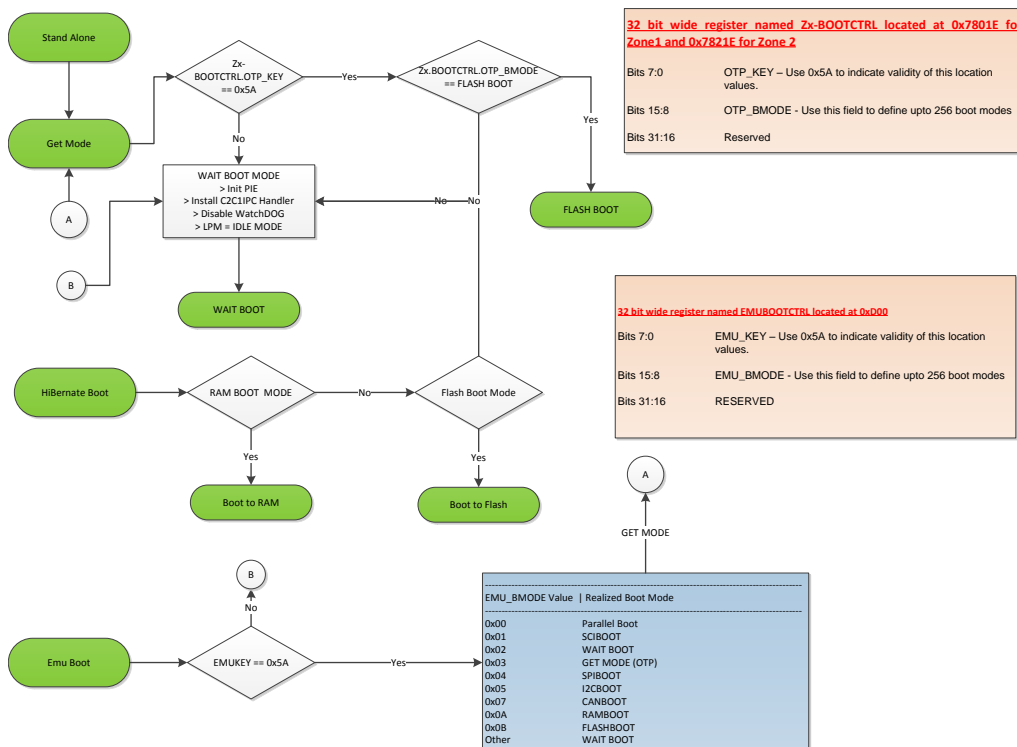 Stand Alone
Zx-
BOOTCTRL.OTP_KEY
== 0x5A
Yes
Zx.BOOTCTRL.OTP_BMODE
== FLASH BOOT
Yes
32 bit wide register named Zx-BOOTCTRL located at 0x7801E fo
Zone1 and 0x7821E for Zone 2
Bits 7:0 OTP_KEY – Use 0x5A to indicate validity of this location
values.
Bits 15:8 OTP_BMODE - Use this field to define upto 256 boot modes
Bits 31:16 Reserved
Get Mode
No
A
WAIT BOOT MODE
> Init PIE
> Install C2C1IPC Handler
> Disable WatchDOG
> LPM = IDLE MODE
No
No
FLASH BOOT
B
WAIT BOOT
32 bit wide register named EMUBOOTCTRL located at 0xD00
Bits 7:0 EMU_KEY – Use 0x5A to indicate validity of this location
values.
Bits 15:8 EMU_BMODE - Use this field to define upto 256 boot modes
Bits 31:16 RESERVED
HiBernate Boot
RAM BOOT MODE
No
Flash Boot Mode
Yes
Yes
Boot to RAM
Boot to Flash
A
GET MODE
B
No
Emu Boot
EMUKEY == 0x5A
Yes
--------------------------------------------------------------------------------
EMU_BMODE Value | Realized Boot Mode
--------------------------------------------------------------------------------
0x00 Parallel Boot
0x01 SCIBOOT
0x02 WAIT BOOT
0x03 GET MODE (OTP)
0x04 SPIBOOT
0x05 I2CBOOT
0x07 CANBOOT
0x0A RAMBOOT
0x0B FLASHBOOT
Other WAIT BOOT